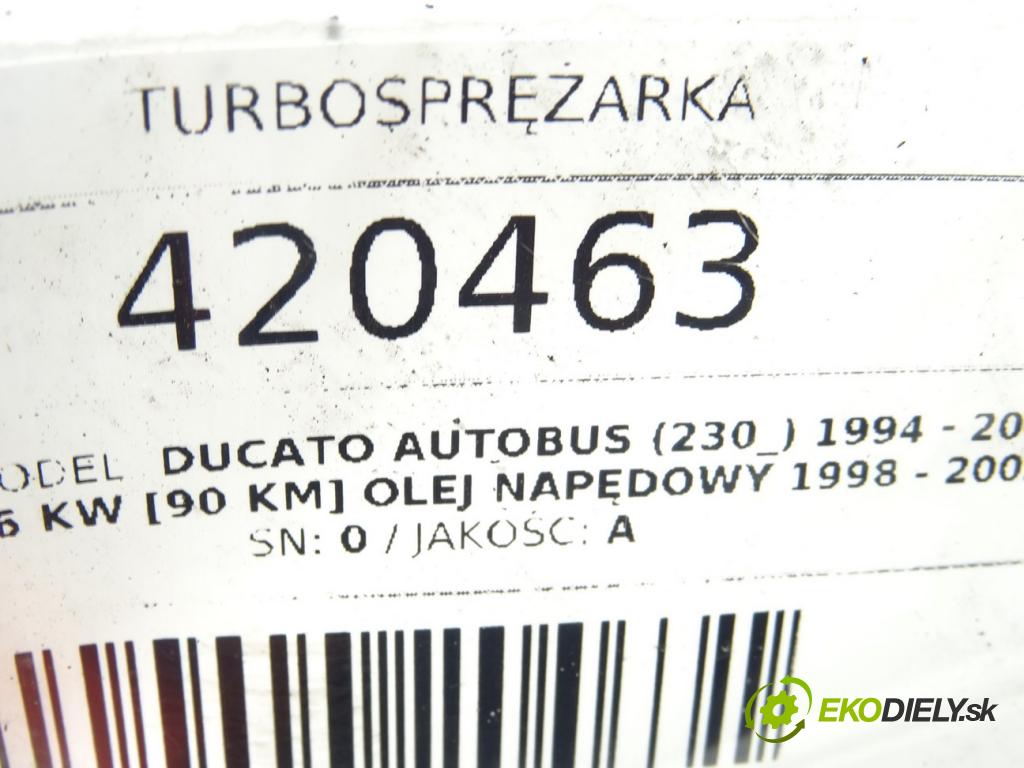 TURBOSPRĘŻARKA
420463
MODEL DUCATO AUTOBUS (230_) 1994 - 20
6 KW [90 KM] OLEJ NAPĘDOWY 1998 - 200
SN: 0 / JAKOŚĆ: A
EKODIELY.sk